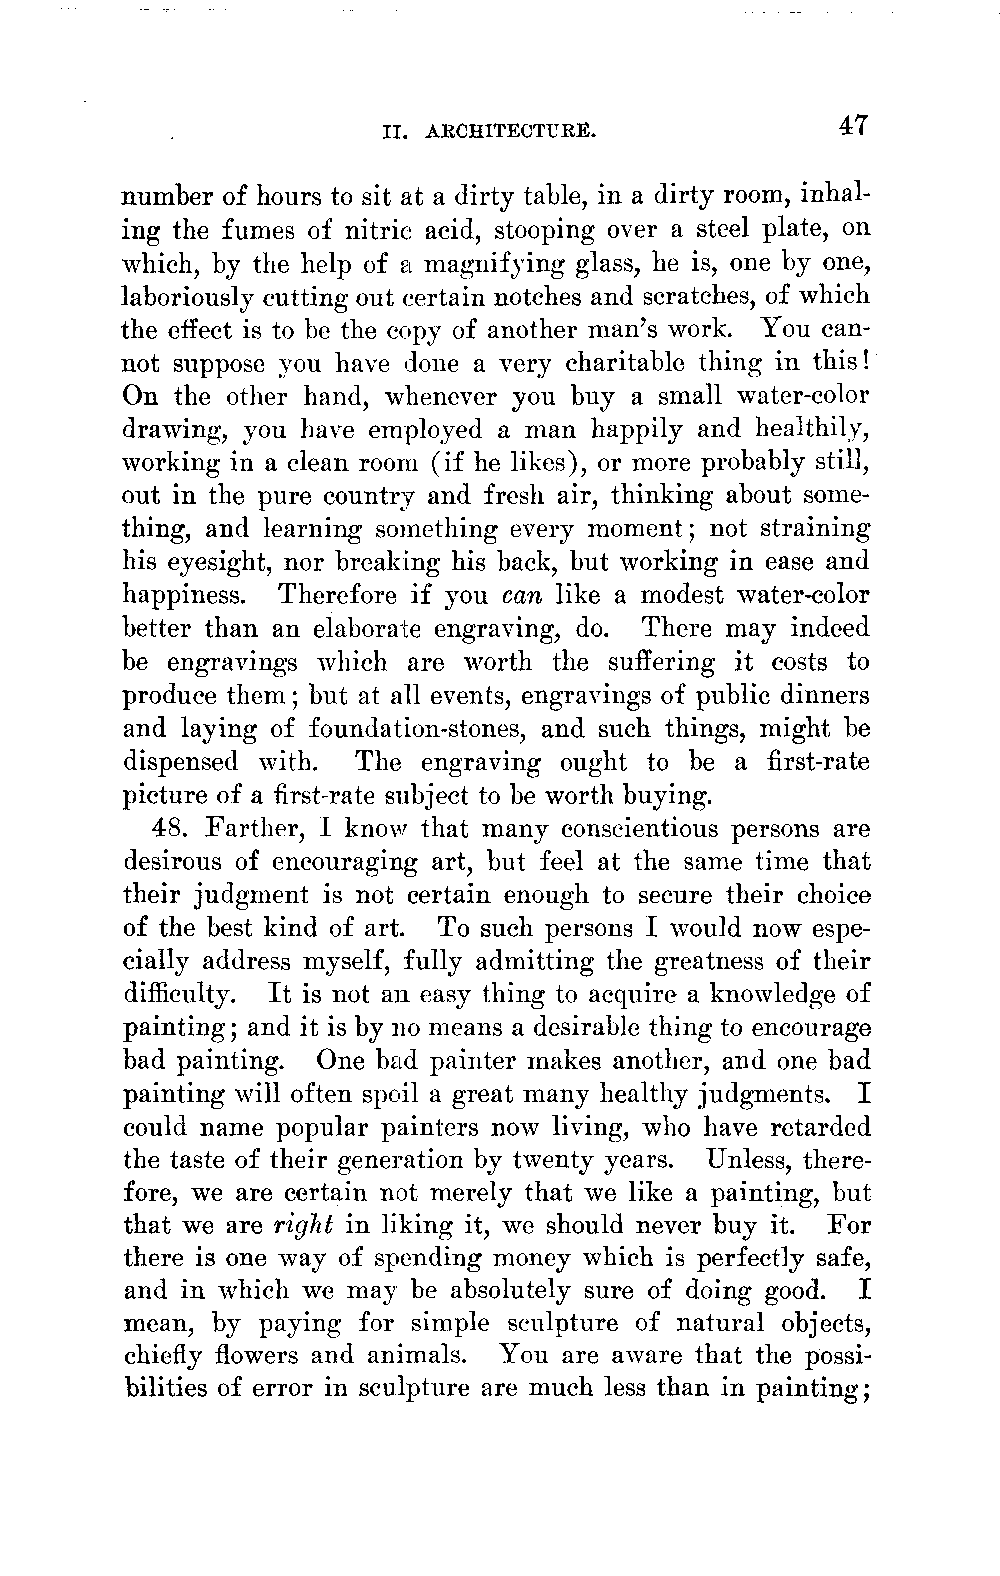 II. ARCHITECTURE. 47
number of hours to sit at a dirty table, in a dirty room, inhal-
ing the fumes of nitric acid, stooping over a steel plate, on
which, by the help of a magnifying glass, he is, one by one,
laboriously cutting out certain notches and scratches, of which
the effect is to be the copy of another man's work. You can-
not suppose you have done a very charitable thing in this!
On the other hand, whenever you buy a small water-color
drawing, you have employed a man happily and healthily,
working in a clean room (if he likes), or more probably still,
out in the pure country and fresh air, thinking about some-
thing, and learning something every moment; not straining
his eyesight, nor breaking his back, but working in ease and
happiness. Therefore if you can like a modest water-color
better than an elaborate engraving, do. There may indeed
be engravings which are worth the suffering it costs to
produce them; but at all events, engravings of public dinners
and laying of foundation-stones, and such things, might be
dispensed with. The engraving ought to be a first-rate
picture of a first-rate subject to be worth buying.
48. Farther, I know that many conscientious persons are
desirous of encouraging art, but feel at the same time that
their judgment is not certain enough to secure their choice
of the best kind of art. To such persons I would now espe-
cially address myself, fully admitting the greatness of their
difficulty. It is not an easy thing to acquire a knowledge of
painting; and it is by no means a desirable thing to encourage
bad painting. One bad painter makes another, and one bad
painting will often spoil a great many healthy judgments. I
could name popular painters now living, who have retarded
the taste of their generation by twenty years. Unless, there-
fore, we are certain not merely that we like a painting, but
that we are right in liking it, we should never buy it. For
there is one way of spending money which is perfectly safe,
and in which we may be absolutely sure of doing good. I
mean, by paying for simple sculpture of natural objects,
chiefly flowers and animals. You are aware that the possi-
bilities of error in sculpture are much less than in painting;